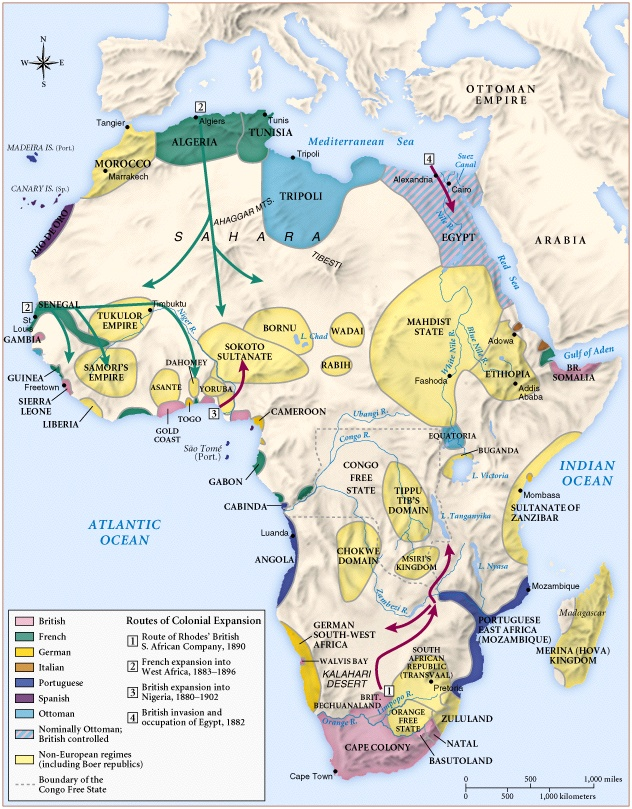 N
W
E
S
OTTOMAN
EMPIRE
2
Algiers
Tunis
Tangier
ALGERIA
TUNISIA
Mediterranean Sea
MADEIRA IS. (Port.)
MOROCCO
Marrakech
Tripoli
4
Suez
Canal
Alexandria
Cairo
CANARY IS. (Sp.)
TRIPOLI
RIO DE ORO
AHAGGAR MTS.
Nile R.
EGYPT
ARABIA
SAHARA
TIBESTI
Red Sea
2
SENEGAL
St.
Louis
GAMBIA
Timbuktu
TUKULOR
EMPIRE
Niger R.
BORNU
L. Chad
WADAI
MAHDIST
STATE
SOKOTO
SULTANATE
SAMORI'S
EMPIRE
DAHOMEY
RABIH
White Nile R.
Blue Nile R.
Adowa
Gulf of Aden
GUINEA
Freetown
SIERRA
LEONE
ASANTE
YORUBA
Fashoda
ETHIOPIA
Addis
Ababa
BR.
SOMALIA
LIBERIA
TOGO
GOLD
COAST
3
CAMEROON
São Tomé
(Port.)
Ubangi R.
Congo R.
EQUATORIA
BUGANDA
INDIAN
OCEAN
GABON
CONGO
FREE
STATE
L. Victoria
TIPPU
TIB'S
DOMAIN
Mombasa
SULTANATE OF
ZANZIBAR
CABINDA
L. Tanganyika
ATLANTIC
OCEAN
Luanda
ANGOLA
CHOKWE
DOMAIN
MSIRI'S
KINGDOM
L. Nyasa
Mozambique
Zambezi R.
Madagascar
PORTUGUESE
EAST AFRICA
(MOZAMBIQUE)
MERINA (HOVA)
KINGDOM
GERMAN
SOUTH-WEST
AFRICA
WALVIS BAY
KALAHARI
DESERT
SOUTH
AFRICAN
REPUBLIC
(TRANSVAAL)
Pretoria
1
BRIT.
BECHUANALAND
Limpopo R.
Orange R.
ORANGE
FREE
STATE
ZULULAND
NATAL
BASUTOLAND
CAPE COLONY
Cape Town
British
French
German
Italian
Portuguese
Spanish
Ottoman
Nominally Ottoman;
British controlled
Non-European regimes
(including Boer republics)
Boundary of the
Congo Free State
Routes of Colonial Expansion
1 Route of Rhodes' British
S. African Company, 1890
2 French expansion into
West Africa, 1883–1896
3 British expansion into
Nigeria, 1880–1902
4 British invasion and
occupation of Egypt, 1882
0 500 1,000 miles
0 500 1,000 kilometers